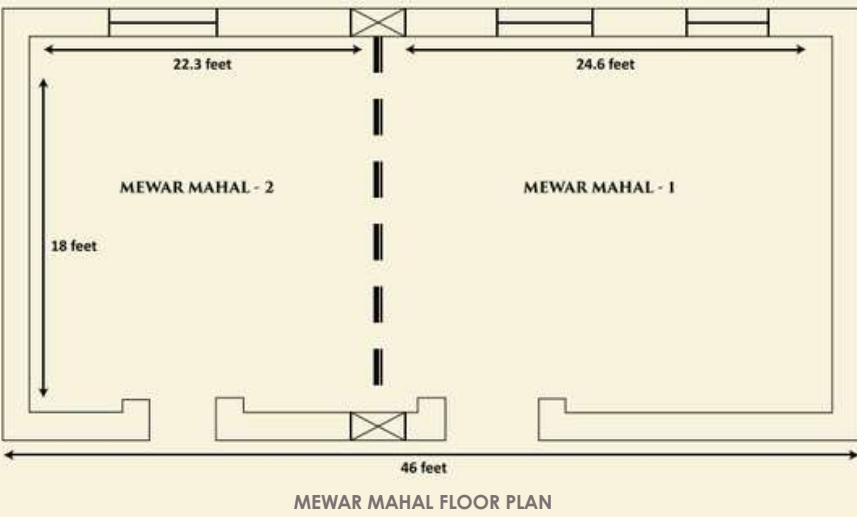 22.3 feet
24.6 feet
MEWAR MAHAL - 2
MEWAR MAHAL - 1
18 feet
46 feet
MEWAR MAHAL FLOOR PLAN